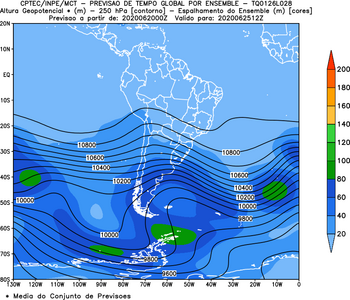 CPTEC/INPE/MCT - PREVISAO DE TEMPO GLOBAL POR ENSEMBLE - TQ0126L028
Altura Geopotencial * (m) - 250 hPa [contorno] - Espalhamento do Ensemble (m) [cores]
Previsao a partir de: 2020062000Z Valido para: 2020062512Z
20N
10N
EQ
10S
20S
30S
40S
50S
60S
70S
80S
130W 120W 110W 100W 90W 80W 70W 60W 50W 40W 30W 20W 10W 0
10800
10600
10400
10200
10000
10000
9600
10800
10600
10400
10200
10000
9800
200
180
160
140
120
100
80
60
40
20
* Media do Conjunto de Previsoes